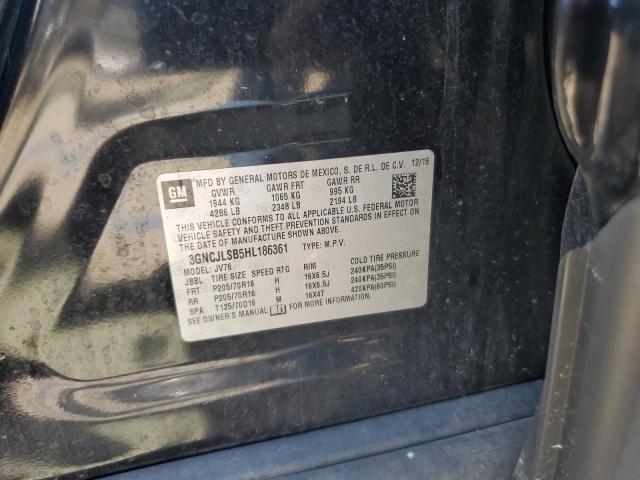 GM
MFD BY GENERAL MOTORS DE MEXICO, S. DE R.L. DE C.V. 12/16
GVWR GAWR FRT GAWR RR
1944 KG 1065 KG 995 KG
4286 LB 2348 LB 2194 LB
THIS VEHICLE CONFORMS TO ALL APPLICABLE U.S. FEDERAL MOTOR
VEHICLE SAFETY AND THEFT PREVENTION STANDARDS IN EFFECT ON
THE DATE OF MANUFACTURE SHOWN ABOVE.
3GNCJLSB5HL186361 TYPE: M.P.V.
MODEL: JV76
JBBL TIRE SIZE SPEED RTG RIM COLD TIRE PRESSURE
FRT P205/70R16 H 16X6.5J 240KPA(35PSI)
RR P205/70R16 H 16X6.5J 240KPA(35PSI)
SPA T125/70D16 M 16X4T 420KPA(60PSI)
SEE OWNER'S MANUAL FOR MORE INFORMATION.